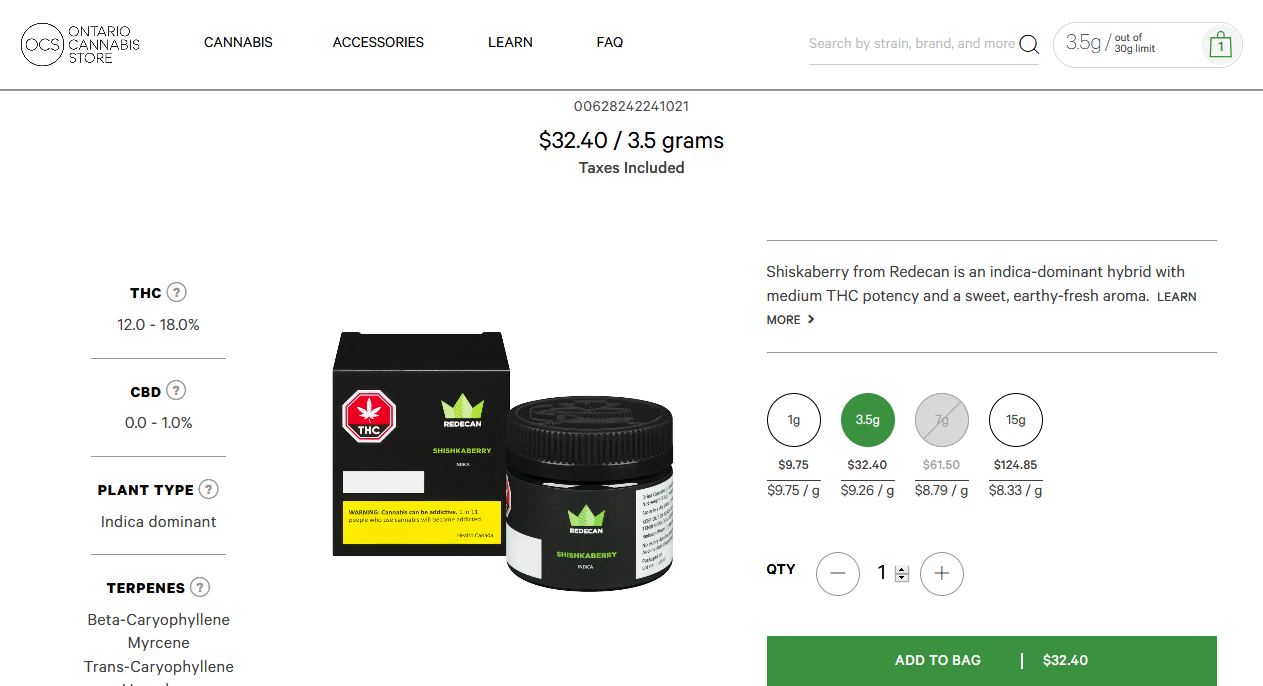 OCS ONTARIO
CANNABIS
STORE
CANNABIS
ACCESSORIES
LEARN
FAQ
Search by strain, brand, and more
3.5g / out of
30g limit
1
00628242241021
$32.40 / 3.5 grams
Taxes Included
THC ?
12.0 - 18.0%
CBD ?
0.0 - 1.0%
PLANT TYPE ?
Indica dominant
TERPENES ?
Beta-Caryophyllene
Myrcene
Trans-Caryophyllene
THC
REDECAN
SHISHKABERRY
INDICA
WARNING: Cannabis can be addictive. 1 in 11
people who use cannabis will become addicted.
Health Canada
REDECAN
SHISHKABERRY
INDICA
Shiskaberry from Redecan is an indica-dominant hybrid with
medium THC potency and a sweet, earthy-fresh aroma. LEARN
MORE >
1g
3.5g
7g
15g
$9.75
$32.40
$61.50
$124.85
$9.75 / g
$9.26 / g
$8.79 / g
$8.33 / g
QTY
− 1 +
ADD TO BAG | $32.40